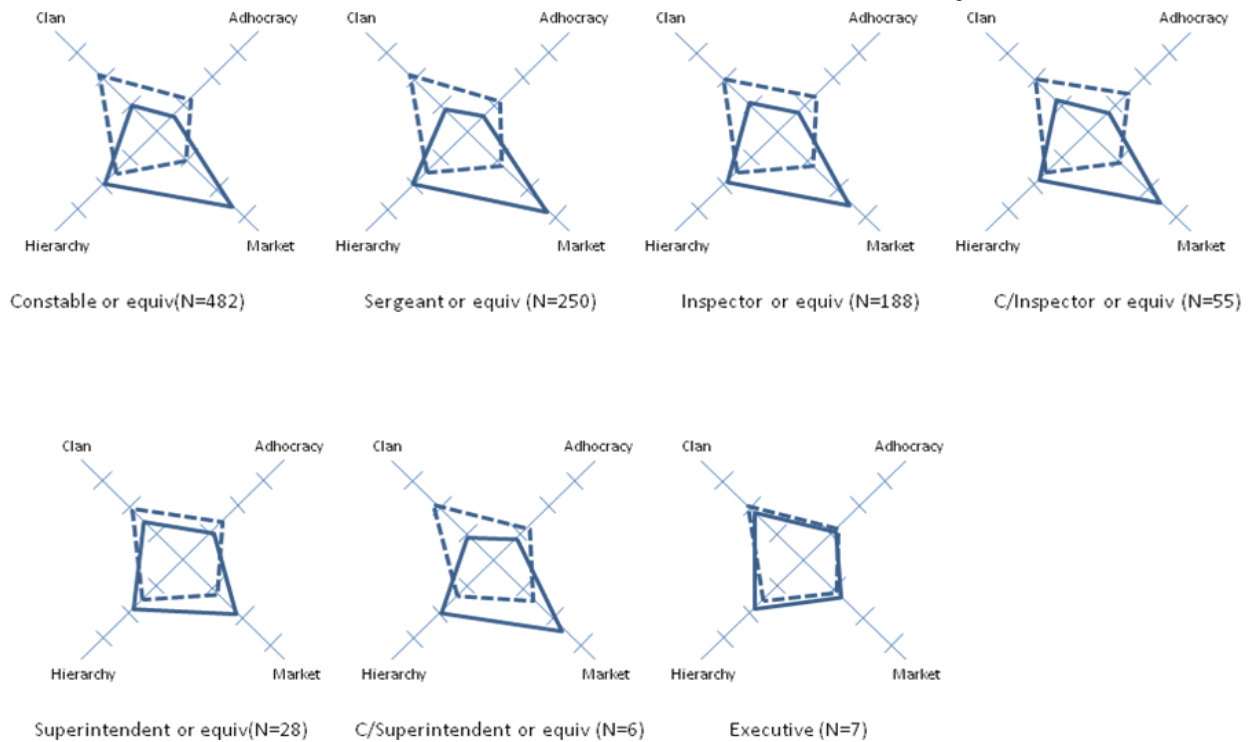 Clan Adhocracy Clan Adhocracy Clan Adhocracy Clan Adhocracy
Hierarchy Market Hierarchy Market Hierarchy Market Hierarchy Market
Constable or equiv(N=482) Sergeant or equiv (N=250) Inspector or equiv (N=188) C/Inspector or equiv (N=55)
Clan Adhocracy Clan Adhocracy Clan Adhocracy
Hierarchy Market Hierarchy Market Hierarchy Market
Superintendent or equiv(N=28) C/Superintendent or equiv (N=6) Executive (N=7)